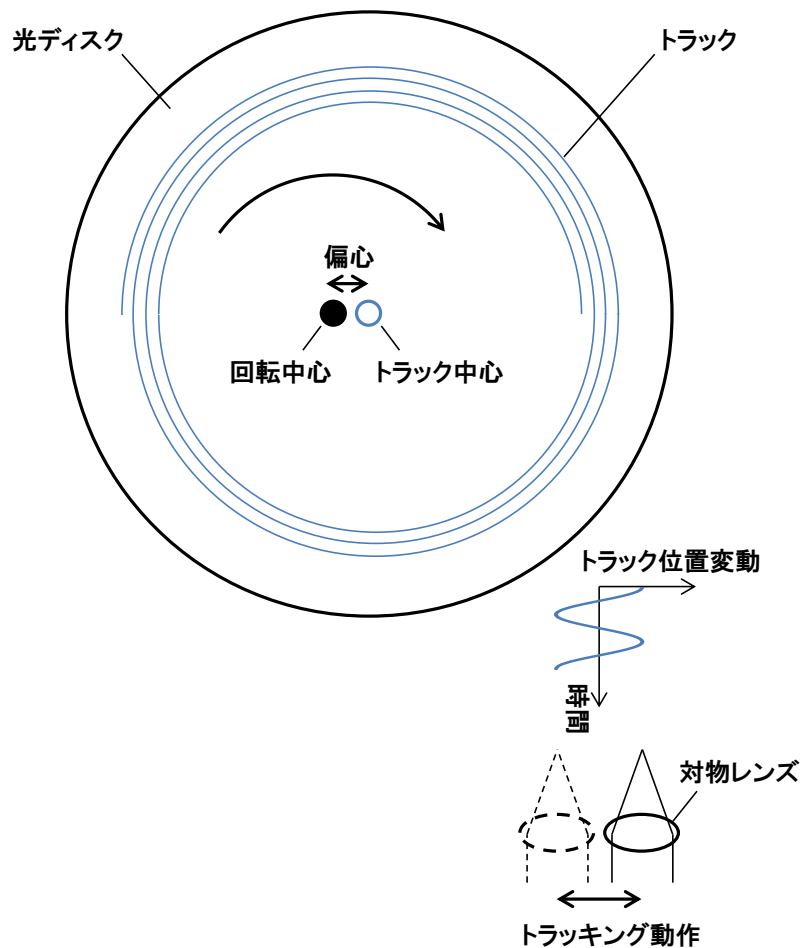 光ディスク
トラック
偏心
回転中心
トラック中心
トラック位置変動
時間
対物レンズ
トラッキング動作